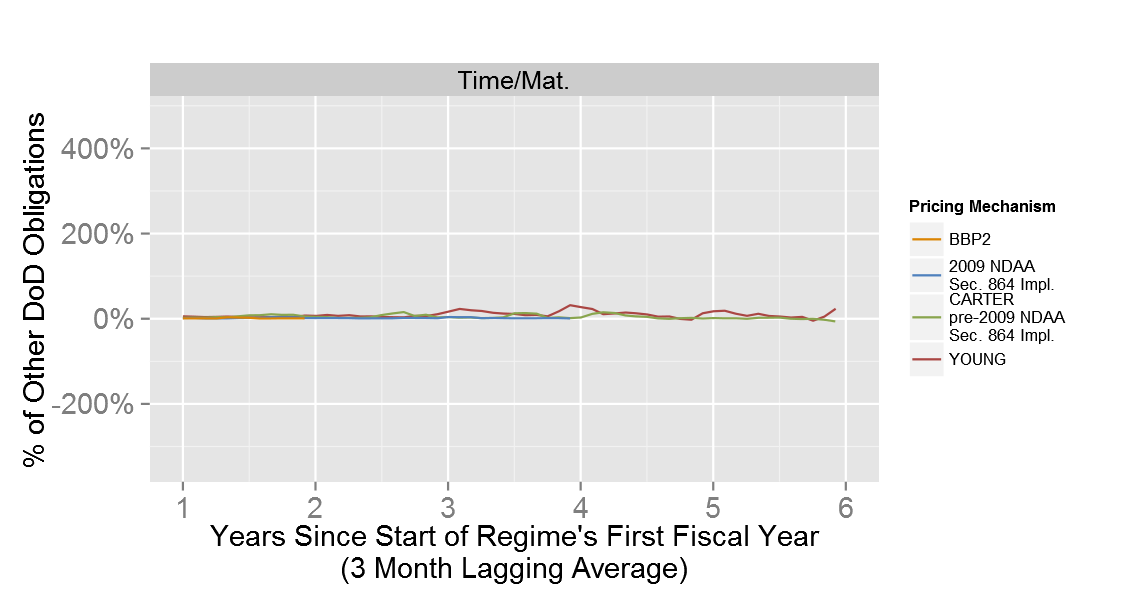 Time/Mat.
% of Other DoD Obligations
400%
200%
0%
-200%
1 2 3 4 5 6
Years Since Start of Regime's First Fiscal Year
(3 Month Lagging Average)
Pricing Mechanism
BBP2
2009 NDAA
Sec. 864 Impl.
CARTER
pre-2009 NDAA
Sec. 864 Impl.
YOUNG